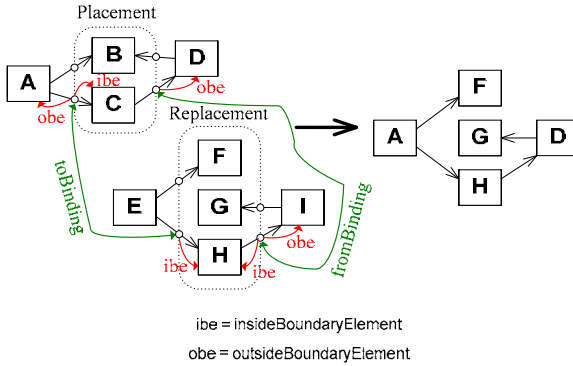 Placement
B
D
A
ibe
C
obe
obe
Replacement
F
G
A
D
H
toBinding
F
E
G
I
fromBinding
obe
H
ibe
ibe
ibe = insideBoundaryElement
obe = outsideBoundaryElement